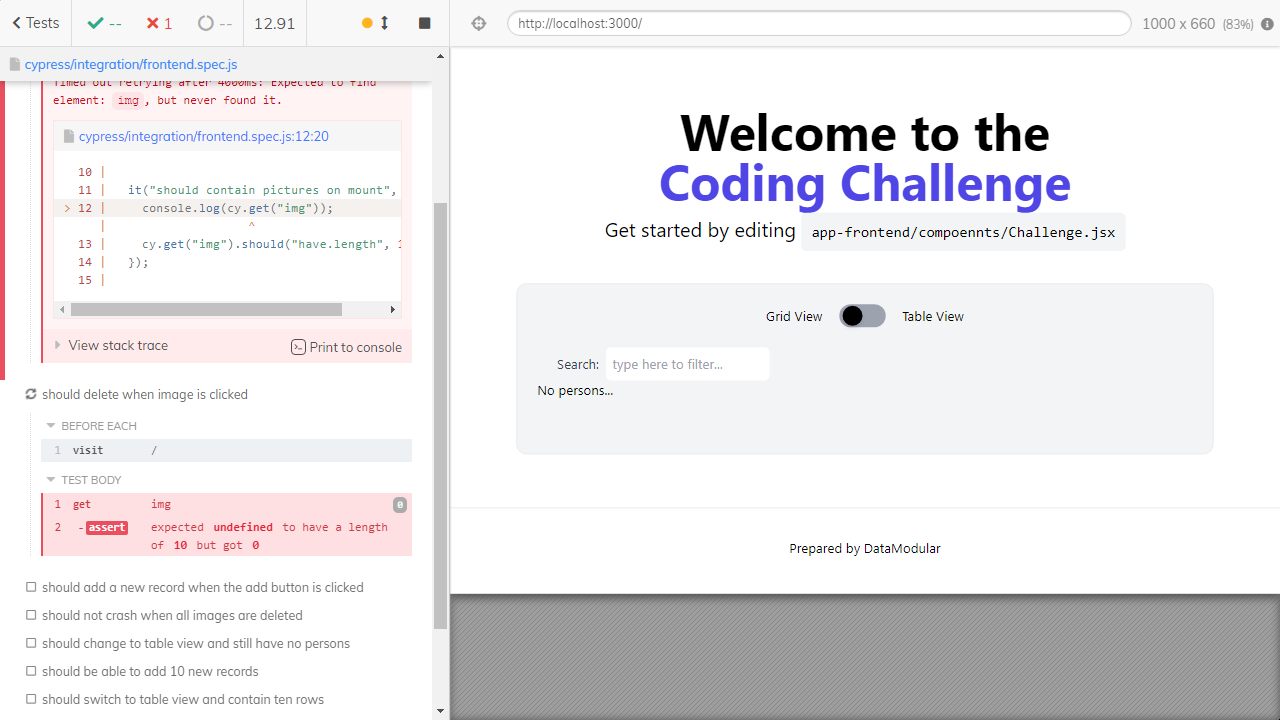 Tests
--
1
--
12.91
http://localhost:3000/
1000 x 660 (83%)
cypress/integration/frontend.spec.js
Timed out retrying after 4000ms: Expected to find
element: img, but never found it.
cypress/integration/frontend.spec.js:12:20
10 |
11 |   it("should contain pictures on mount",
> 12 |     console.log(cy.get("img"));
|                    ^
13 |     cy.get("img").should("have.length", 1
14 |   });
15 |
View stack trace
Print to console
should delete when image is clicked
BEFORE EACH
1 visit /
TEST BODY
1 get img 0
2 -assert expected undefined to have a length
of 10 but got 0
should add a new record when the add button is clicked
should not crash when all images are deleted
should change to table view and still have no persons
should be able to add 10 new records
should switch to table view and contain ten rows
Welcome to the
Coding Challenge
Get started by editing app-frontend/compoennts/Challenge.jsx
Grid View
Table View
Search: type here to filter...
No persons...
Prepared by DataModular